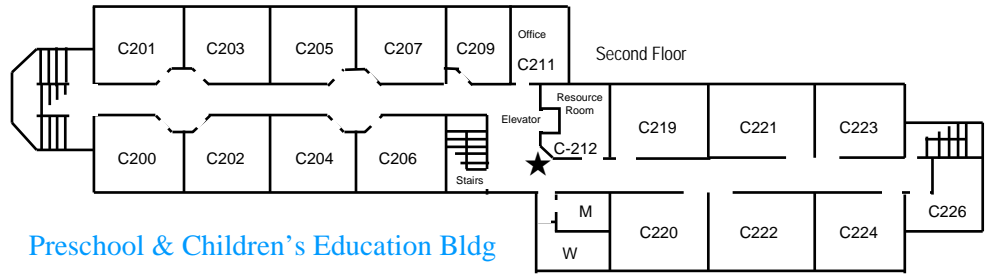 C201
C203
C205
C207
C209
Office
C211
Second Floor
Elevator
Resource
Room
C-212
C219
C221
C223
C200
C202
C204
C206
Stairs
M
W
C220
C222
C224
C226
Preschool & Children's Education Bldg